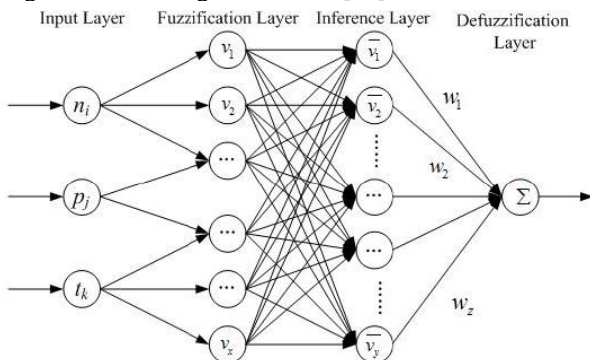 Input Layer
Fuzzification Layer
Inference Layer
Defuzzification
Layer
n_i
p_j
t_k
v_1
v_2
...
...
...
v_x
v̅_1
v̅_2
......
...
...
......
v̅_y
w_1
w_2
w_z
Σ